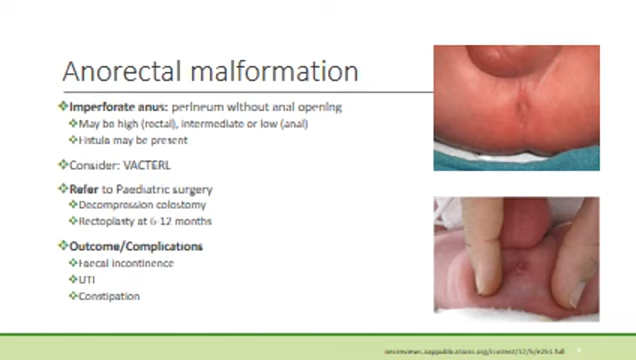 Anorectal malformation
❖Imperforate anus: perineum without anal opening
❖May be high (rectal), intermediate or low (anal)
❖Fistula may be present
❖Consider: VACTERL
❖Refer to Paediatric surgery
❖Decompression colostomy
❖Rectoplasty at 6-12 months
❖Outcome/Complications
❖Faecal incontinence
❖UTI
❖Constipation